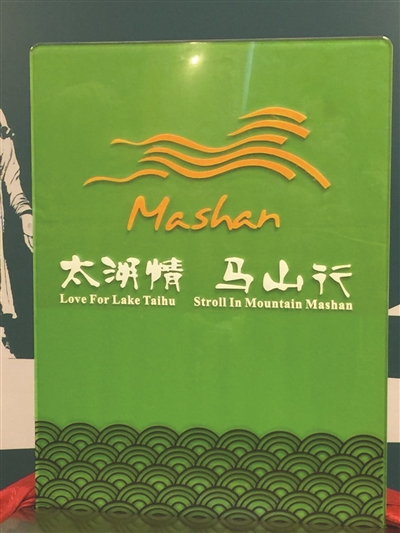 Mashan
太湖情 马山行
Love For Lake Taihu Stroll In Mountain Mashan